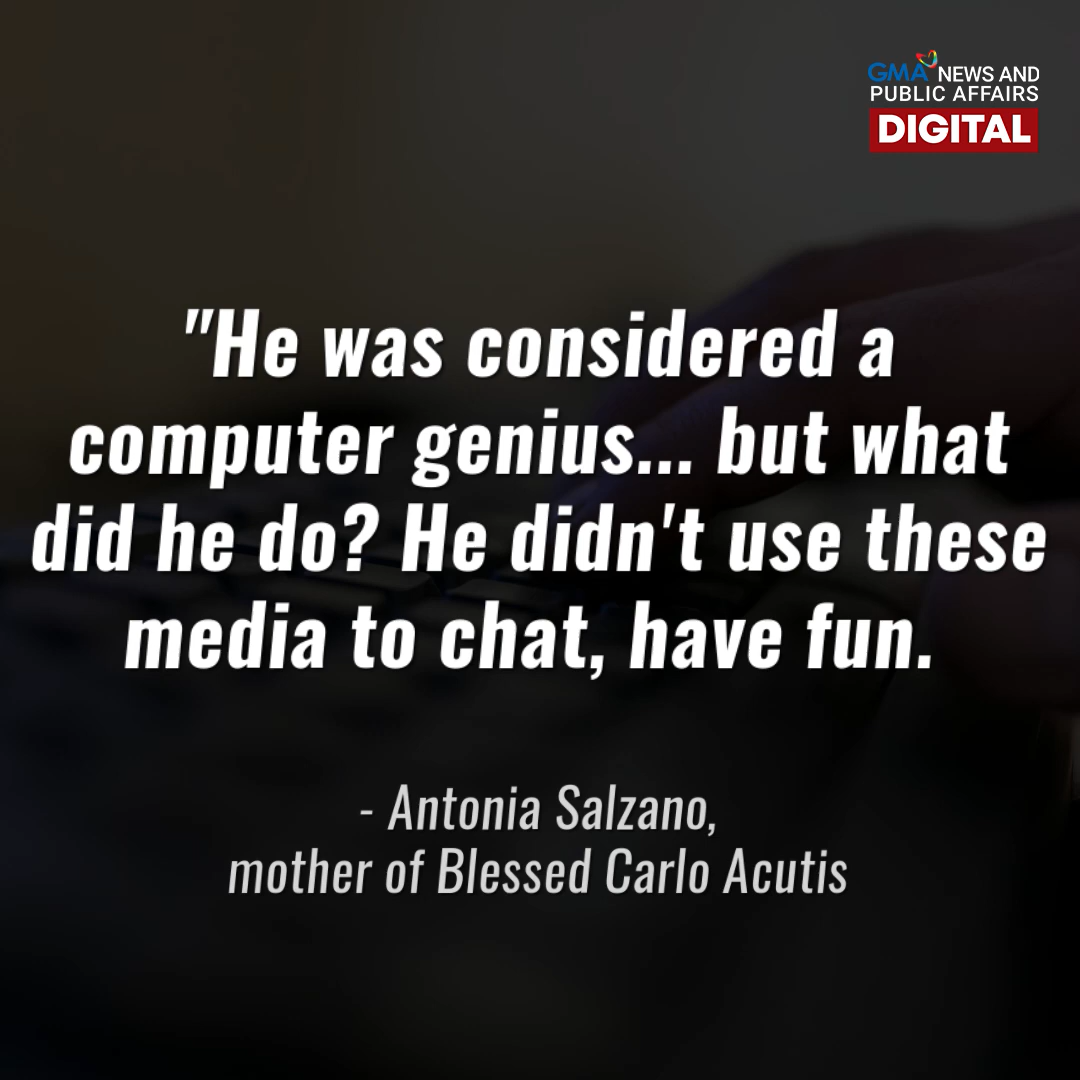 GMA NEWS AND
PUBLIC AFFAIRS
DIGITAL
"He was considered a
computer genius... but what
did he do? He didn't use these
media to chat, have fun.
- Antonia Salzano,
mother of Blessed Carlo Acutis